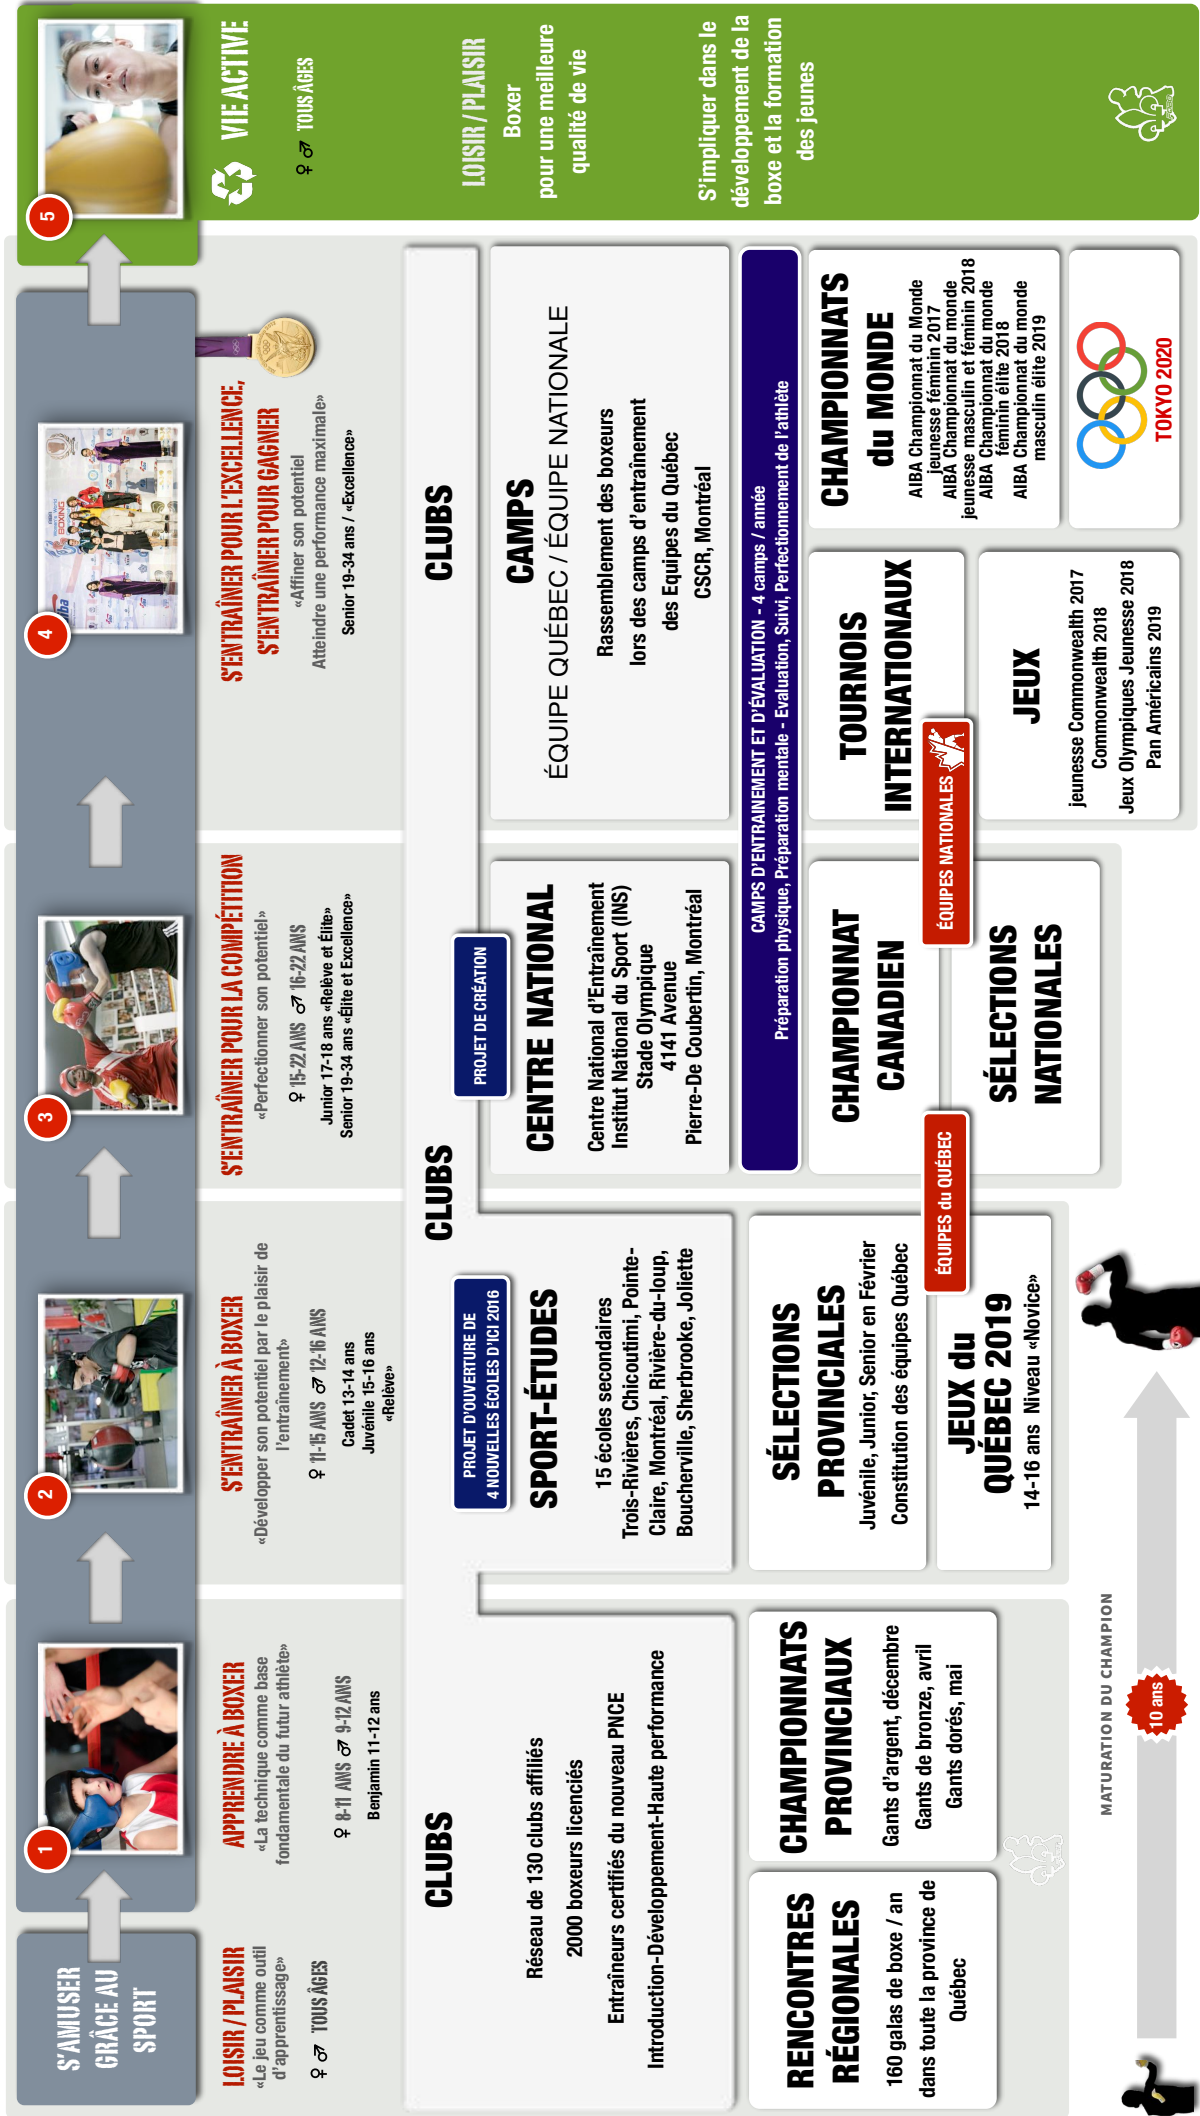 S'AMUSER
GRÂCE AU
SPORT
1
2
3
4
5
LOISIR / PLAISIR
«Le jeu comme outil
d'apprentissage»
♀ ♂ TOUS ÂGES
APPRENDRE À BOXER
«La technique comme base
fondamentale du futur athlète»
♀ 8-11 ANS ♂ 9-12 ANS
Benjamin 11-12 ans
S'ENTRAÎNER À BOXER
«Développer son potentiel par le plaisir de
l'entraînement»
♀ 11-15 ANS ♂ 12-16 ANS
Cadet 13-14 ans
Juvénile 15-16 ans
«Relève»
S'ENTRAÎNER POUR LA COMPÉTITION
«Perfectionner son potentiel»
♀ 15-22 ANS ♂ 16-22 ANS
Junior 17-18 ans «Relève et Élite»
Senior 19-34 ans «Élite et Excellence»
BOXING
S'ENTRAÎNER POUR L'EXCELLENCE,
S'ENTRAÎNER POUR GAGNER
«Affiner son potentiel
Atteindre une performance maximale»
Senior 19-34 ans / «Excellence»
VIE ACTIVE
♀ ♂ TOUS ÂGES
LOISIR / PLAISIR
Boxer
pour une meilleure
qualité de vie
S'impliquer dans le
développement de la
boxe et la formation
des jeunes
CLUBS
Réseau de 130 clubs affiliés
2000 boxeurs licenciés
Entraîneurs certifiés du nouveau PNCE
Introduction-Développement-Haute performance
CLUBS
CLUBS
PROJET D'OUVERTURE DE
4 NOUVELLES ÉCOLES D'ICI 2016
SPORT-ÉTUDES
15 écoles secondaires
Trois-Rivières, Chicoutimi, Pointe-
Claire, Montréal, Rivière-du-loup,
Boucherville, Sherbrooke, Joliette
PROJET DE CRÉATION
CENTRE NATIONAL
Centre National d'Entraînement
Institut National du Sport (INS)
Stade Olympique
4141 Avenue
Pierre-De Coubertin, Montréal
CAMPS
ÉQUIPE QUÉBEC / ÉQUIPE NATIONALE
Rassemblement des boxeurs
lors des camps d'entraînement
des Equipes du Québec
CSCR, Montréal
CAMPS D'ENTRAINEMENT ET D'ÉVALUATION - 4 camps / année
Préparation physique, Préparation mentale - Evaluation, Suivi, Perfectionnement de l'athlète
RENCONTRES
RÉGIONALES
160 galas de boxe / an
dans toute la province de
Québec
CHAMPIONNATS
PROVINCIAUX
Gants d'argent, décembre
Gants de bronze, avril
Gants dorés, mai
SÉLECTIONS
PROVINCIALES
Juvénile, Junior, Senior en Février
Constitution des équipes Québec
JEUX du
QUÉBEC 2019
14-16 ans Niveau «Novice»
ÉQUIPES du QUÉBEC
CHAMPIONNAT
CANADIEN
SÉLECTIONS
NATIONALES
ÉQUIPES NATIONALES
TOURNOIS
INTERNATIONAUX
JEUX
jeunesse Commonwealth 2017
Commonwealth 2018
Jeux Olympiques Jeunesse 2018
Pan Américains 2019
CHAMPIONNATS
du MONDE
AIBA Championnat du Monde
jeunesse féminin 2017
AIBA Championnat du monde
jeunesse masculin et féminin 2018
AIBA Championnat du monde
féminin élite 2018
AIBA Championnat du monde
masculin élite 2019
TOKYO 2020
MATURATION DU CHAMPION
10 ans